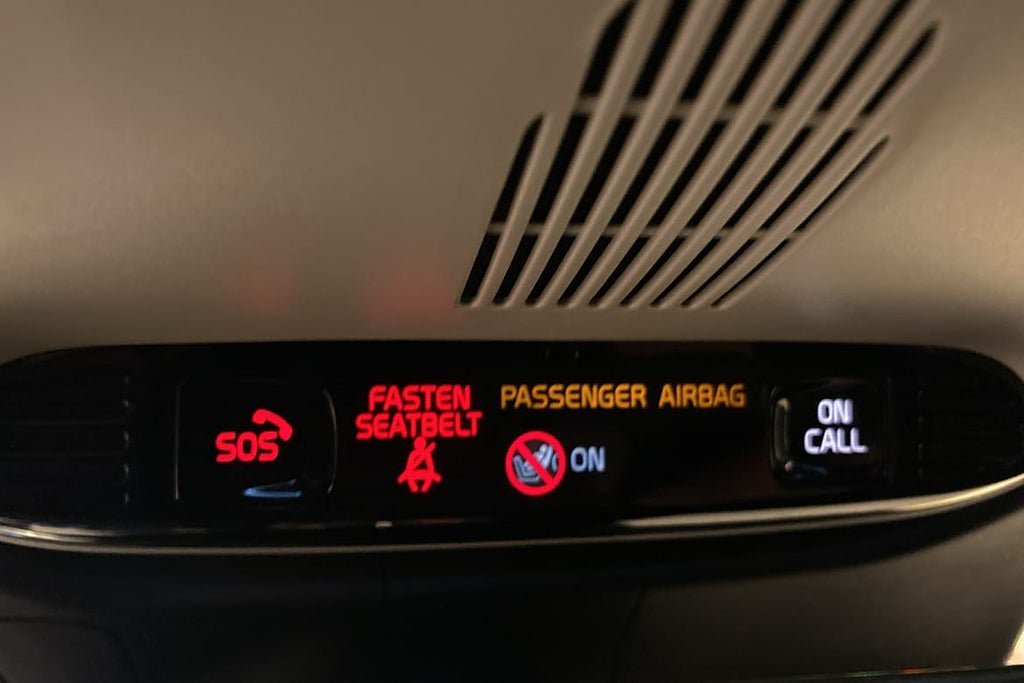 SOS
FASTEN
SEATBELT
PASSENGER AIRBAG
ON
ON
CALL